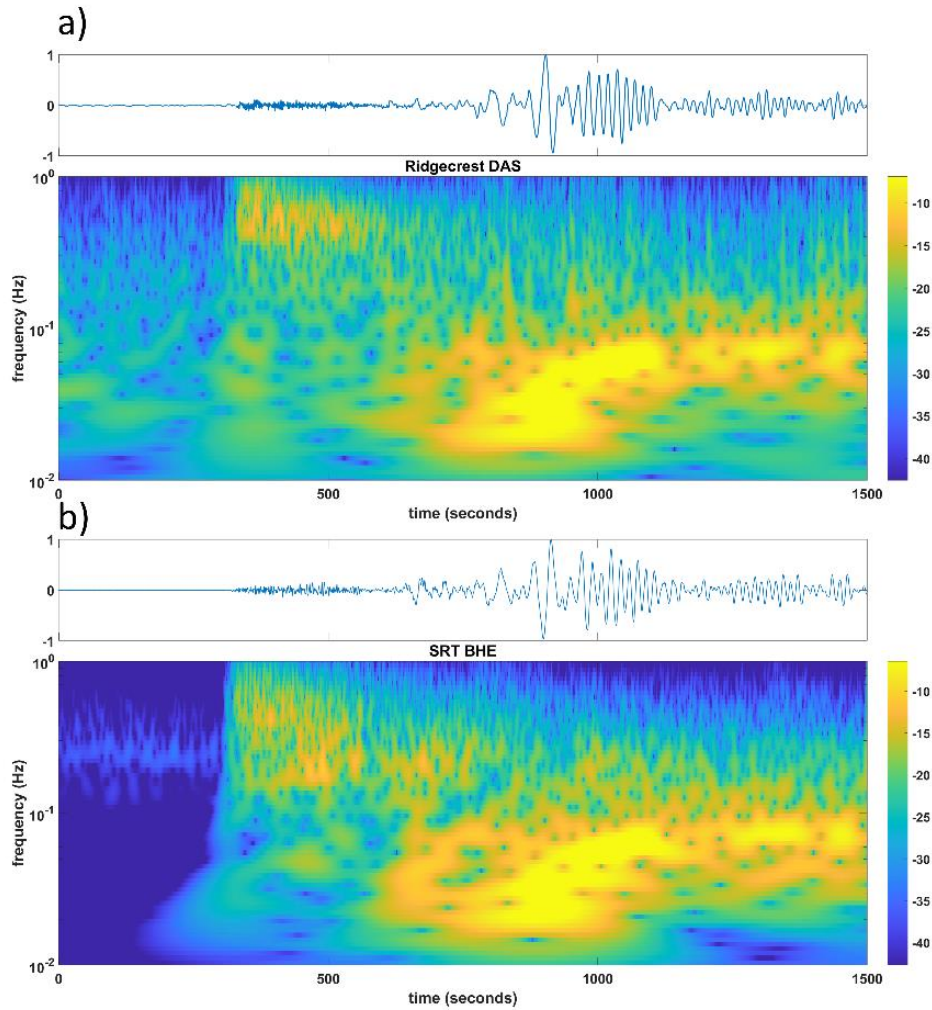 a)
1
0
-1
Ridgecrest DAS
10^0
10^-1
10^-2
frequency (Hz)
0 500 1000 1500
time (seconds)
-10
-15
-20
-25
-30
-35
-40
b)
1
0
-1
SRT BHE
10^0
10^-1
10^-2
frequency (Hz)
0 500 1000 1500
time (seconds)
-10
-15
-20
-25
-30
-35
-40